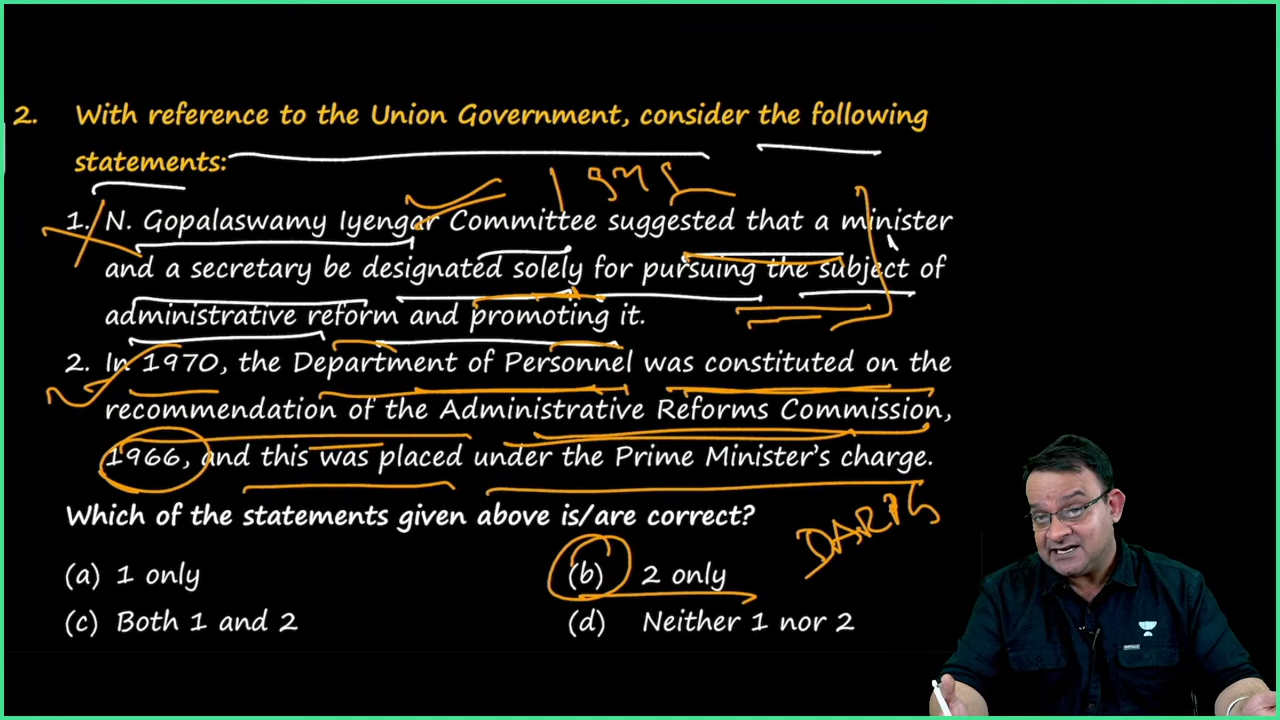 2. With reference to the Union Government, consider the following
statements:
1. N. Gopalaswamy Iyengar Committee suggested that a minister
and a secretary be designated solely for pursuing the subject of
administrative reform and promoting it.
2. In 1970, the Department of Personnel was constituted on the
recommendation of the Administrative Reforms Commission,
1966, and this was placed under the Prime Minister's charge.
Which of the statements given above is/are correct?
DARPG
(a) 1 only (b) 2 only
(c) Both 1 and 2 (d) Neither 1 nor 2